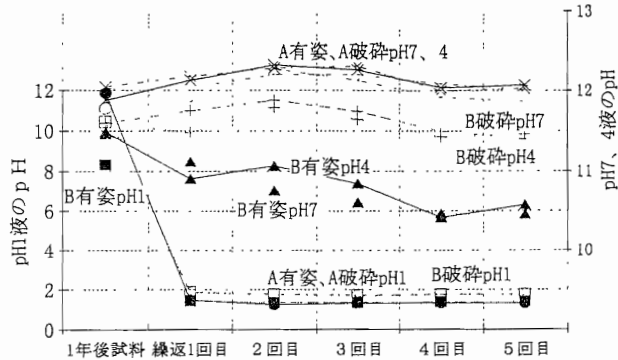 13
A有姿、A破砕pH7、4
12
12
B破砕pH7
10
B破砕pH4
8
B有姿pH4
11
B有姿pH1
6
B有姿pH7
4
10
A有姿、A破砕pH1
B破砕pH1
2
0
1年後試料 繰返1回目 2回目 3回目 4回目 5回目
pH1液のpH
pH7、4液のpH